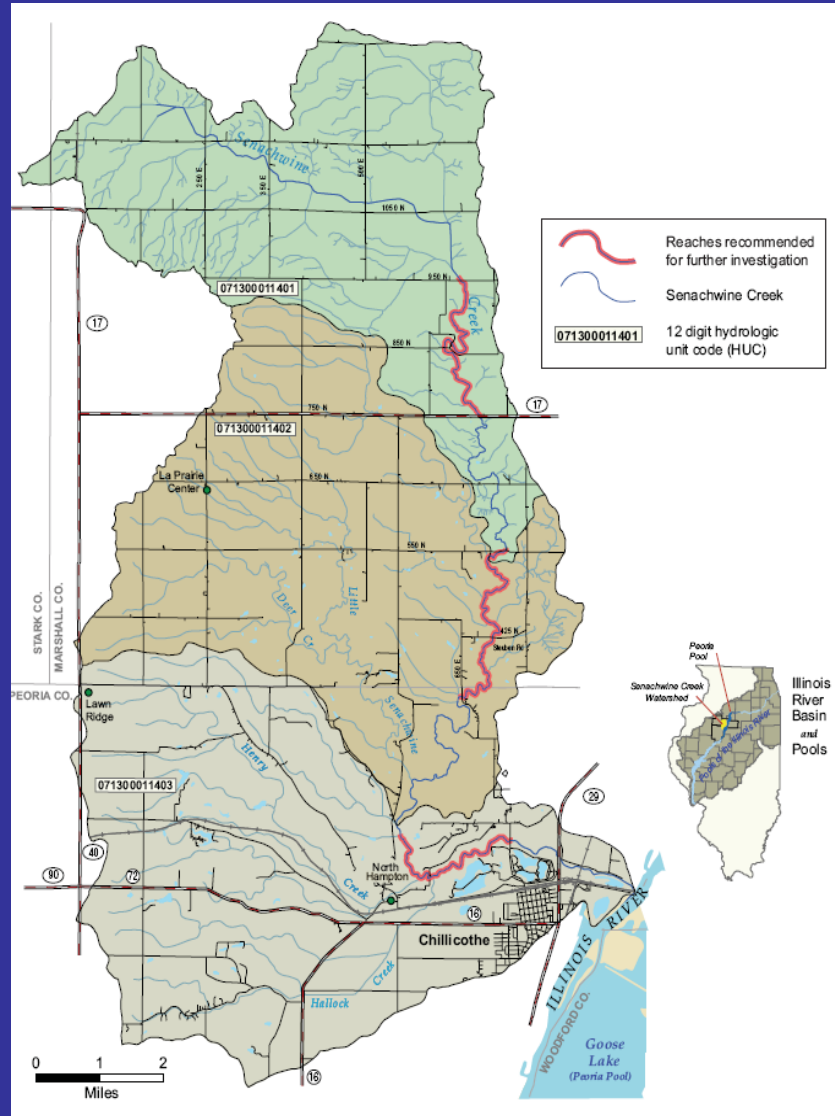 Senachwine
Creek
250 E
350 E
500 E
1050 N
950 N
071300011401
850 N
17
750 N
17
071300011402
La Prairie
Center
650 N
550 N
Deer Cr
Little
Senachwine
425 N
Steuben Rd
850 E
STARK CO.
MARSHALL CO.
PEORIA CO.
Lawn
Ridge
Henry
Creek
071300011403
29
40
90
72
North
Hampton
16
Chillicothe
Hallock
Creek
16
ILLINOIS RIVER
WOODFORD CO.
Goose
Lake
(Peoria Pool)
0 1 2
Miles
Reaches recommended
for further investigation
Senachwine Creek
071300011401
12 digit hydrologic
unit code (HUC)
Peoria
Pool
Senachwine Creek
Watershed
Illinois
River
Basin
and
Pools